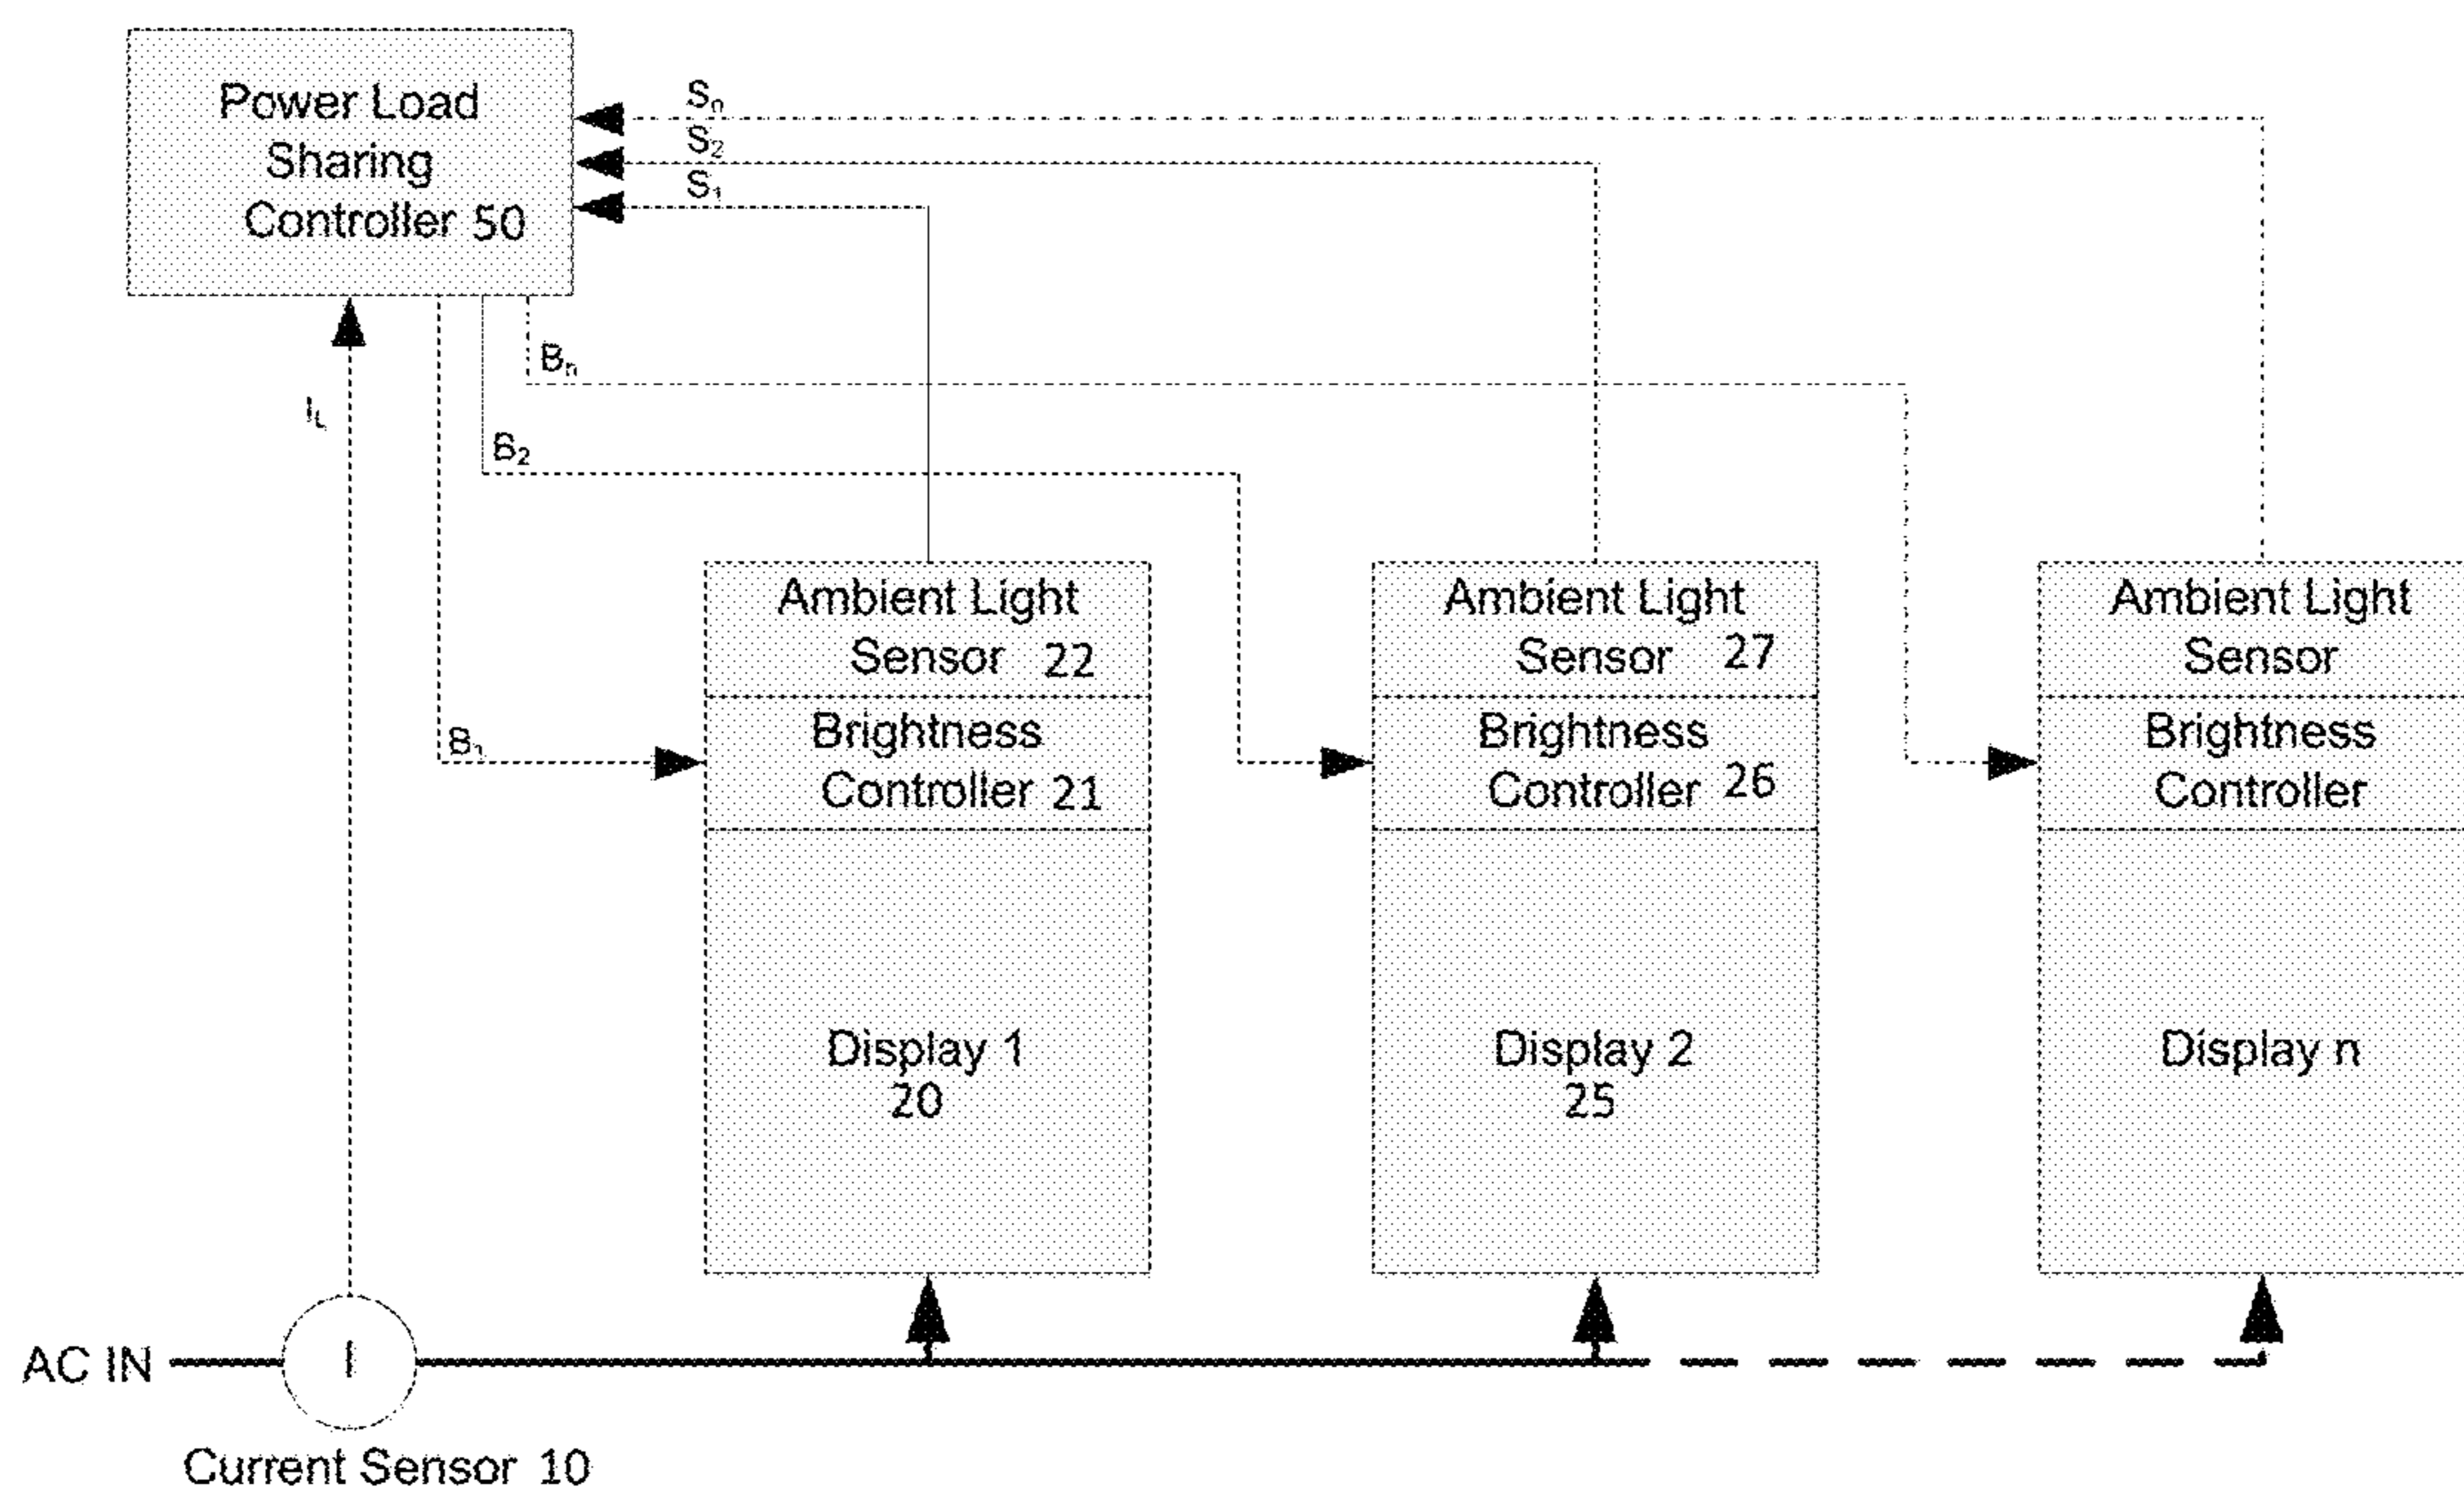 Power Load
Sharing
Controller 50
Sn
S2
S1
Bn
IL
B2
B1
Ambient Light
Sensor 22
Brightness
Controller 21
Display 1
20
Ambient Light
Sensor 27
Brightness
Controller 26
Display 2
25
Ambient Light
Sensor
Brightness
Controller
Display n
AC IN
I
Current Sensor 10